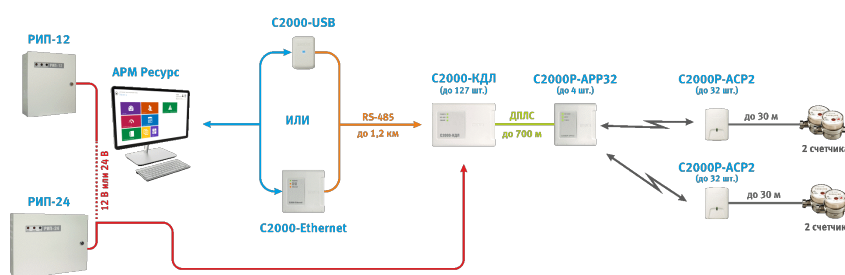 С2000-USB
РИП-12
АРМ Ресурс
С2000-КДЛ
(до 127 шт.)
С2000Р-АРР32
(до 4 шт.)
С2000Р-АСР2
(до 32 шт.)
ИЛИ
RS-485
до 1,2 км
ДПЛС
до 700 м
до 30 м
2 счетчика
12 В или 24 В
С2000-КДЛ
С2000Р-АСР2
(до 32 шт.)
РИП-24
до 30 м
С2000-Ethernet
2 счетчика